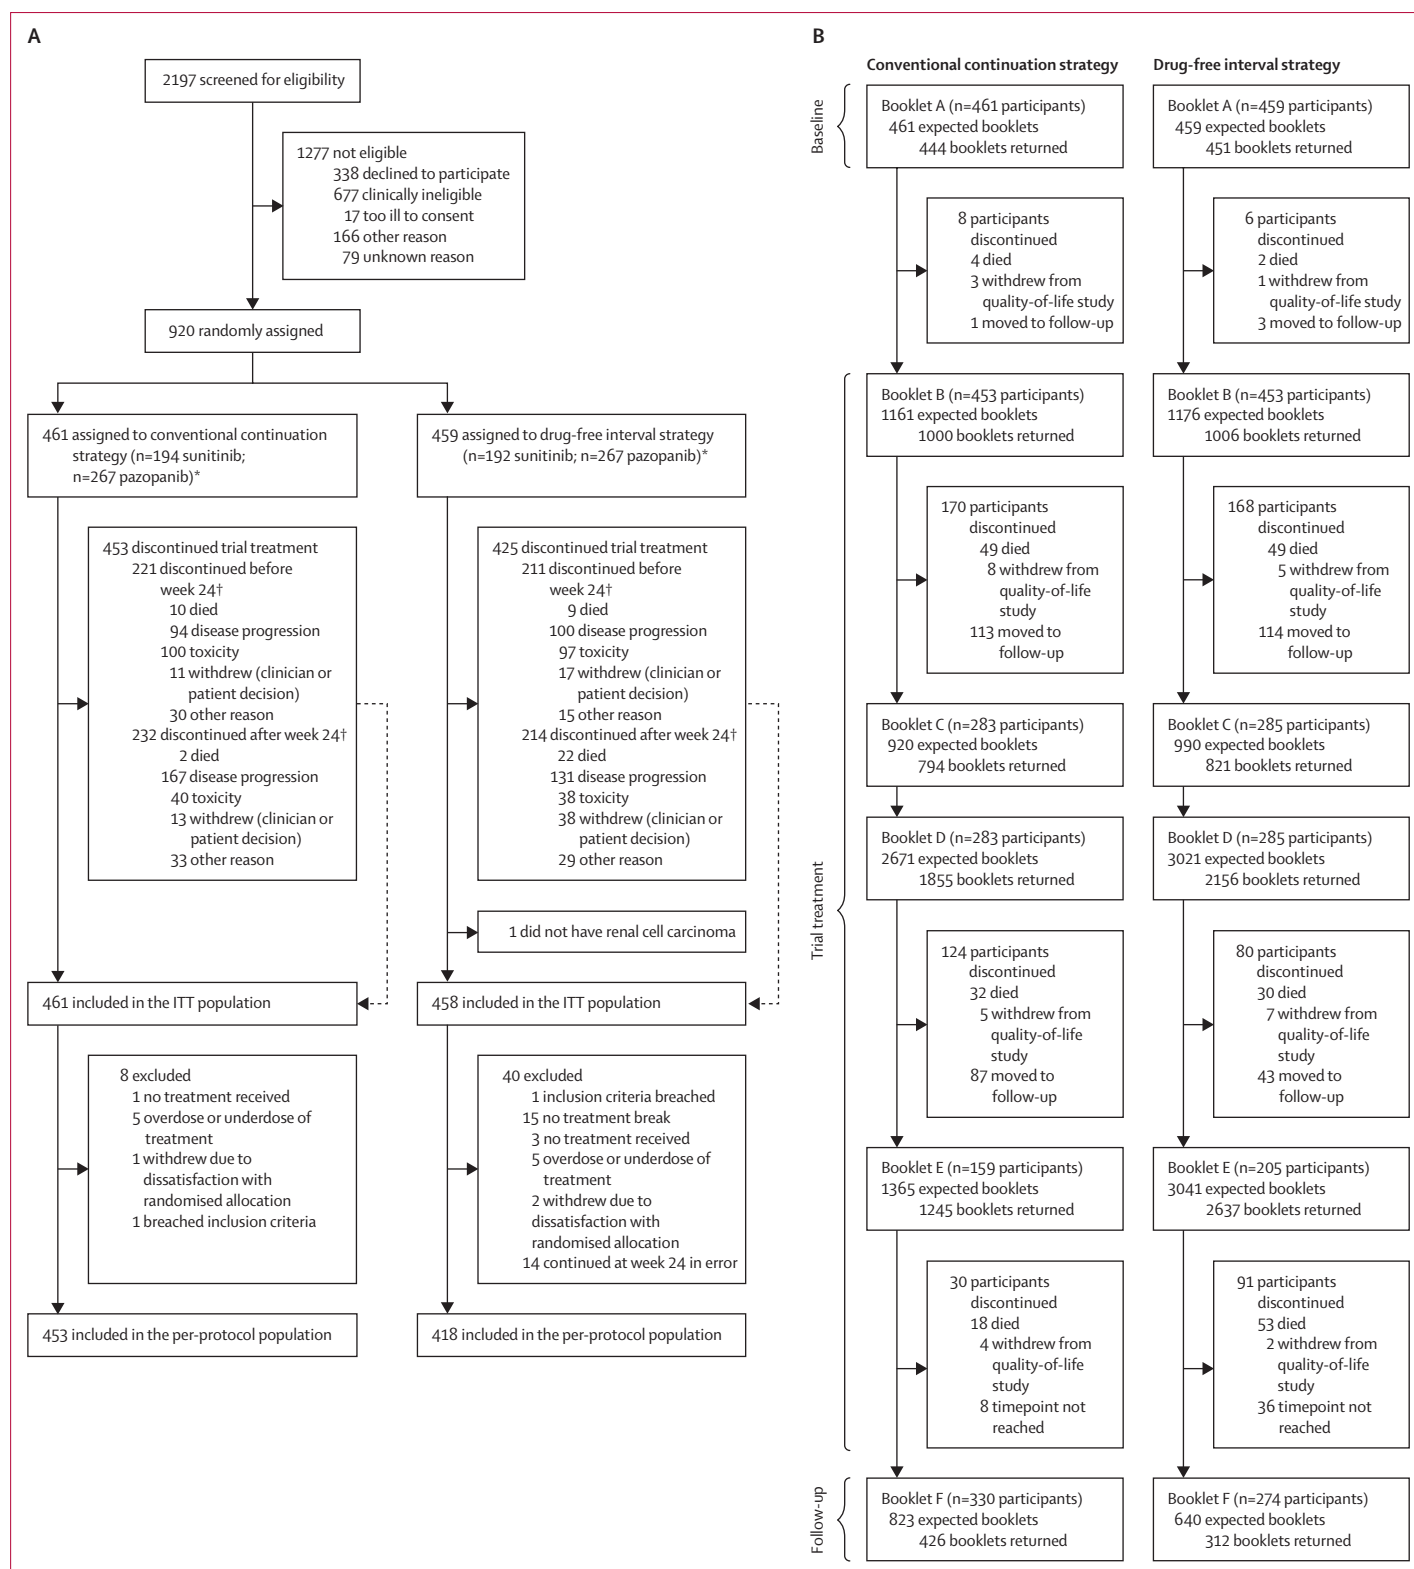 A
2197 screened for eligibility
1277 not eligible
338 declined to participate
677 clinically ineligible
17 too ill to consent
166 other reason
79 unknown reason
920 randomly assigned
461 assigned to conventional continuation
strategy (n=194 sunitinib;
n=267 pazopanib)*
459 assigned to drug-free interval strategy
(n=192 sunitinib; n=267 pazopanib)*
453 discontinued trial treatment
221 discontinued before
week 24†
10 died
94 disease progression
100 toxicity
11 withdrew (clinician or
patient decision)
30 other reason
232 discontinued after week 24†
2 died
167 disease progression
40 toxicity
13 withdrew (clinician or
patient decision)
33 other reason
425 discontinued trial treatment
211 discontinued before
week 24†
9 died
100 disease progression
97 toxicity
17 withdrew (clinician or
patient decision)
15 other reason
214 discontinued after week 24†
22 died
131 disease progression
38 toxicity
38 withdrew (clinician or
patient decision)
29 other reason
1 did not have renal cell carcinoma
461 included in the ITT population
458 included in the ITT population
8 excluded
1 no treatment received
5 overdose or underdose of
treatment
1 withdrew due to
dissatisfaction with
randomised allocation
1 breached inclusion criteria
40 excluded
1 inclusion criteria breached
15 no treatment break
3 no treatment received
5 overdose or underdose of
treatment
2 withdrew due to
dissatisfaction with
randomised allocation
14 continued at week 24 in error
453 included in the per-protocol population
418 included in the per-protocol population
B
Conventional continuation strategy
Drug-free interval strategy
Baseline
Booklet A (n=461 participants)
461 expected booklets
444 booklets returned
Booklet A (n=459 participants)
459 expected booklets
451 booklets returned
8 participants
discontinued
4 died
3 withdrew from
quality-of-life study
1 moved to follow-up
6 participants
discontinued
2 died
1 withdrew from
quality-of-life study
3 moved to follow-up
Trial treatment
Booklet B (n=453 participants)
1161 expected booklets
1000 booklets returned
Booklet B (n=453 participants)
1176 expected booklets
1006 booklets returned
170 participants
discontinued
49 died
8 withdrew from
quality-of-life
study
113 moved to
follow-up
168 participants
discontinued
49 died
5 withdrew from
quality-of-life
study
114 moved to
follow-up
Booklet C (n=283 participants)
920 expected booklets
794 booklets returned
Booklet C (n=285 participants)
990 expected booklets
821 booklets returned
Booklet D (n=283 participants)
2671 expected booklets
1855 booklets returned
Booklet D (n=285 participants)
3021 expected booklets
2156 booklets returned
124 participants
discontinued
32 died
5 withdrew from
quality-of-life
study
87 moved to
follow-up
80 participants
discontinued
30 died
7 withdrew from
quality-of-life
study
43 moved to
follow-up
Booklet E (n=159 participants)
1365 expected booklets
1245 booklets returned
Booklet E (n=205 participants)
3041 expected booklets
2637 booklets returned
30 participants
discontinued
18 died
4 withdrew from
quality-of-life
study
8 timepoint not
reached
91 participants
discontinued
53 died
2 withdrew from
quality-of-life
study
36 timepoint not
reached
Follow-up
Booklet F (n=330 participants)
823 expected booklets
426 booklets returned
Booklet F (n=274 participants)
640 expected booklets
312 booklets returned